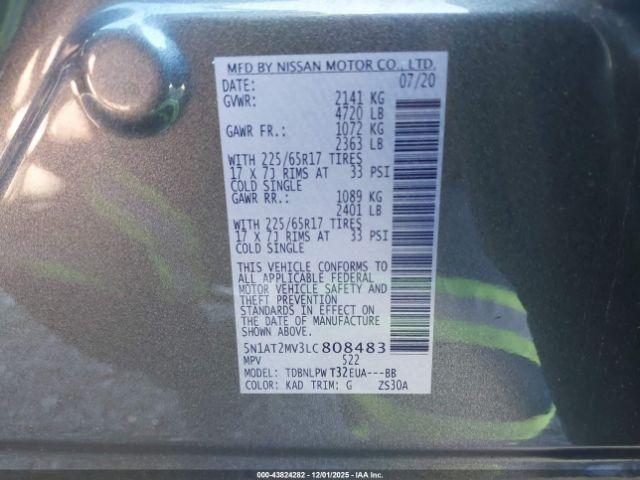 MFD BY NISSAN MOTOR CO., LTD.
DATE: 07/20
GVWR: 2141 KG
4720 LB
GAWR FR.: 1072 KG
2363 LB
WITH 225/65R17 TIRES
17 X 7J RIMS AT 33 PSI
COLD SINGLE
GAWR RR.: 1089 KG
2401 LB
WITH 225/65R17 TIRES
17 X 7J RIMS AT 33 PSI
COLD SINGLE
THIS VEHICLE CONFORMS TO
ALL APPLICABLE FEDERAL
MOTOR VEHICLE SAFETY AND
THEFT PREVENTION
STANDARDS IN EFFECT ON
THE DATE OF MANUFACTURE
SHOWN ABOVE.
5N1AT2MV3LC808483
MPV 522
MODEL: TDBNLPW T32EUA---BB
COLOR: KAD TRIM: G ZS30A
000-43824282 - 12/01/2025 - IAAI.com